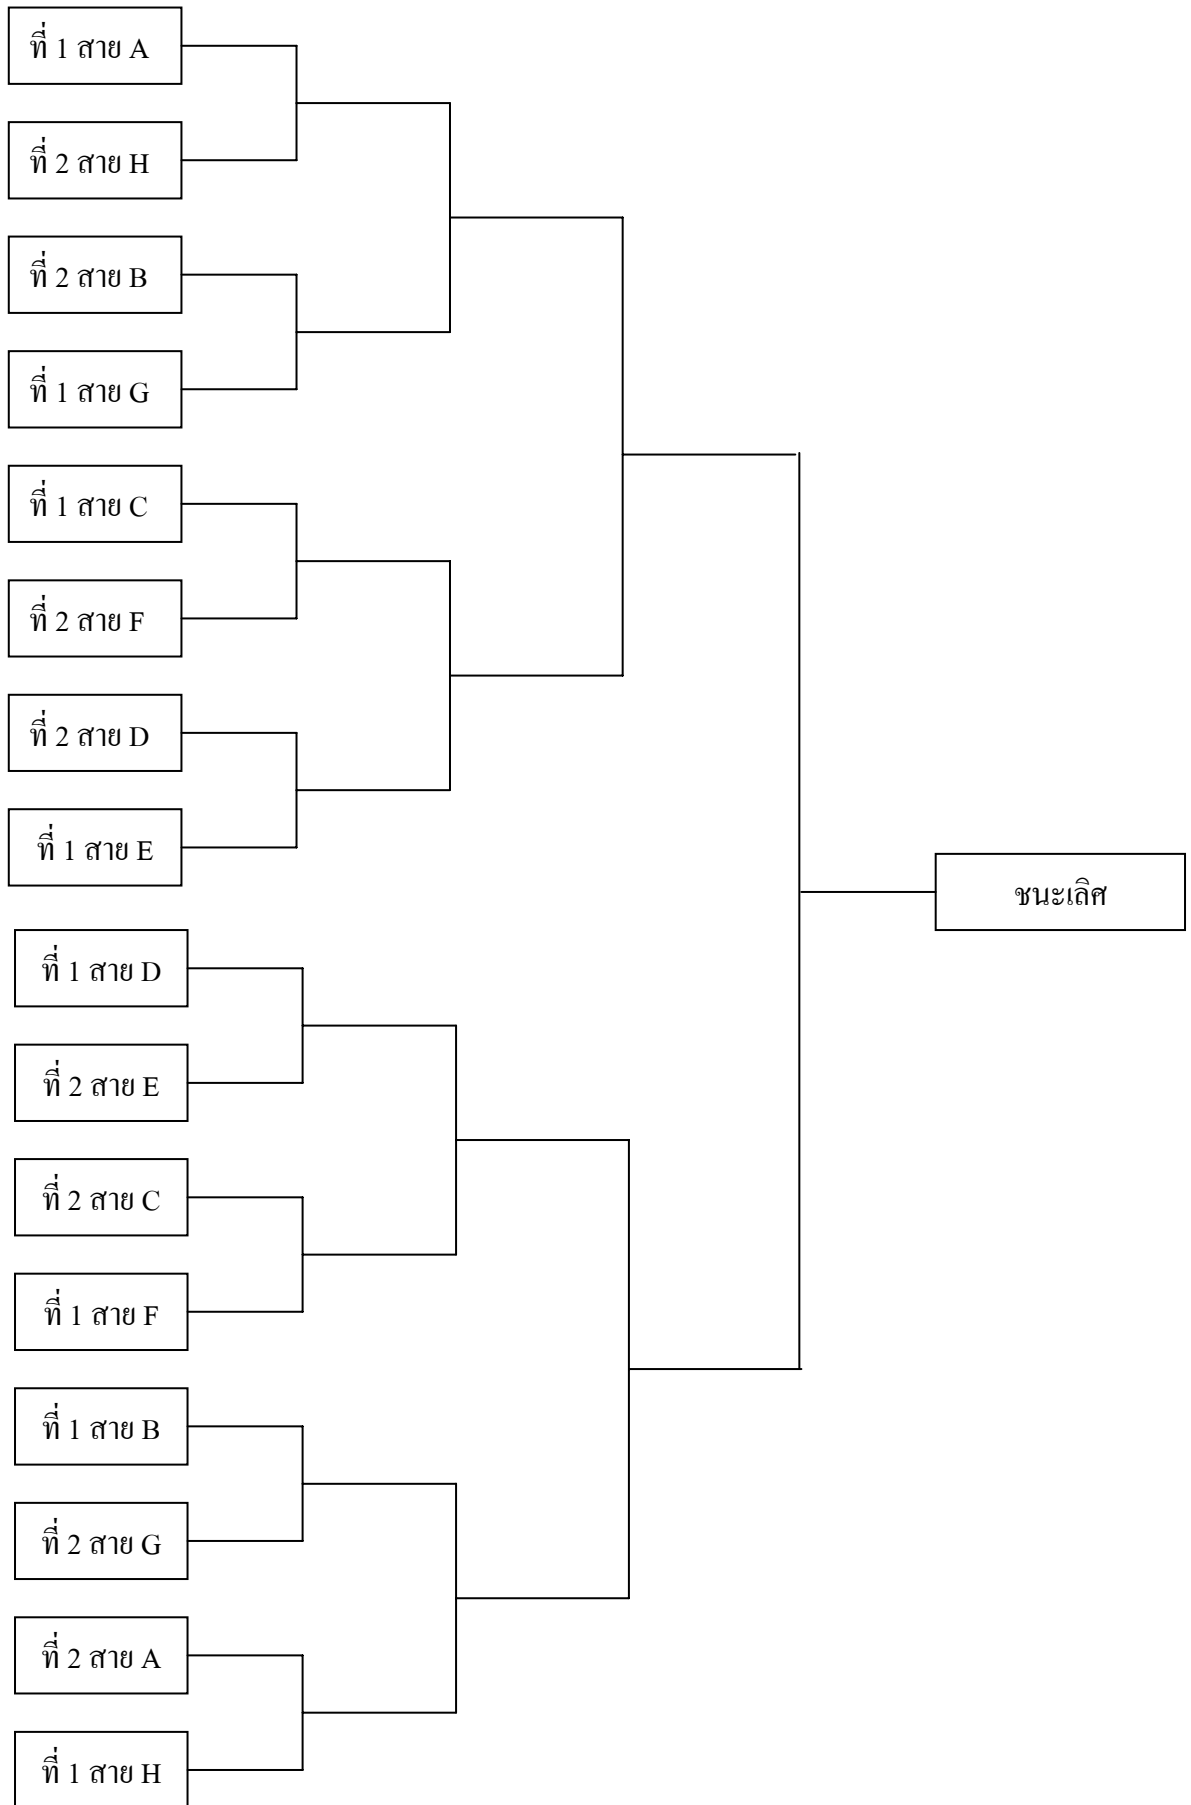 ที่ 1 สาย A
ที่ 2 สาย H
ที่ 2 สาย B
ที่ 1 สาย G
ที่ 1 สาย C
ที่ 2 สาย F
ที่ 2 สาย D
ที่ 1 สาย E
ชนะเลิศ
ที่ 1 สาย D
ที่ 2 สาย E
ที่ 2 สาย C
ที่ 1 สาย F
ที่ 1 สาย B
ที่ 2 สาย G
ที่ 2 สาย A
ที่ 1 สาย H